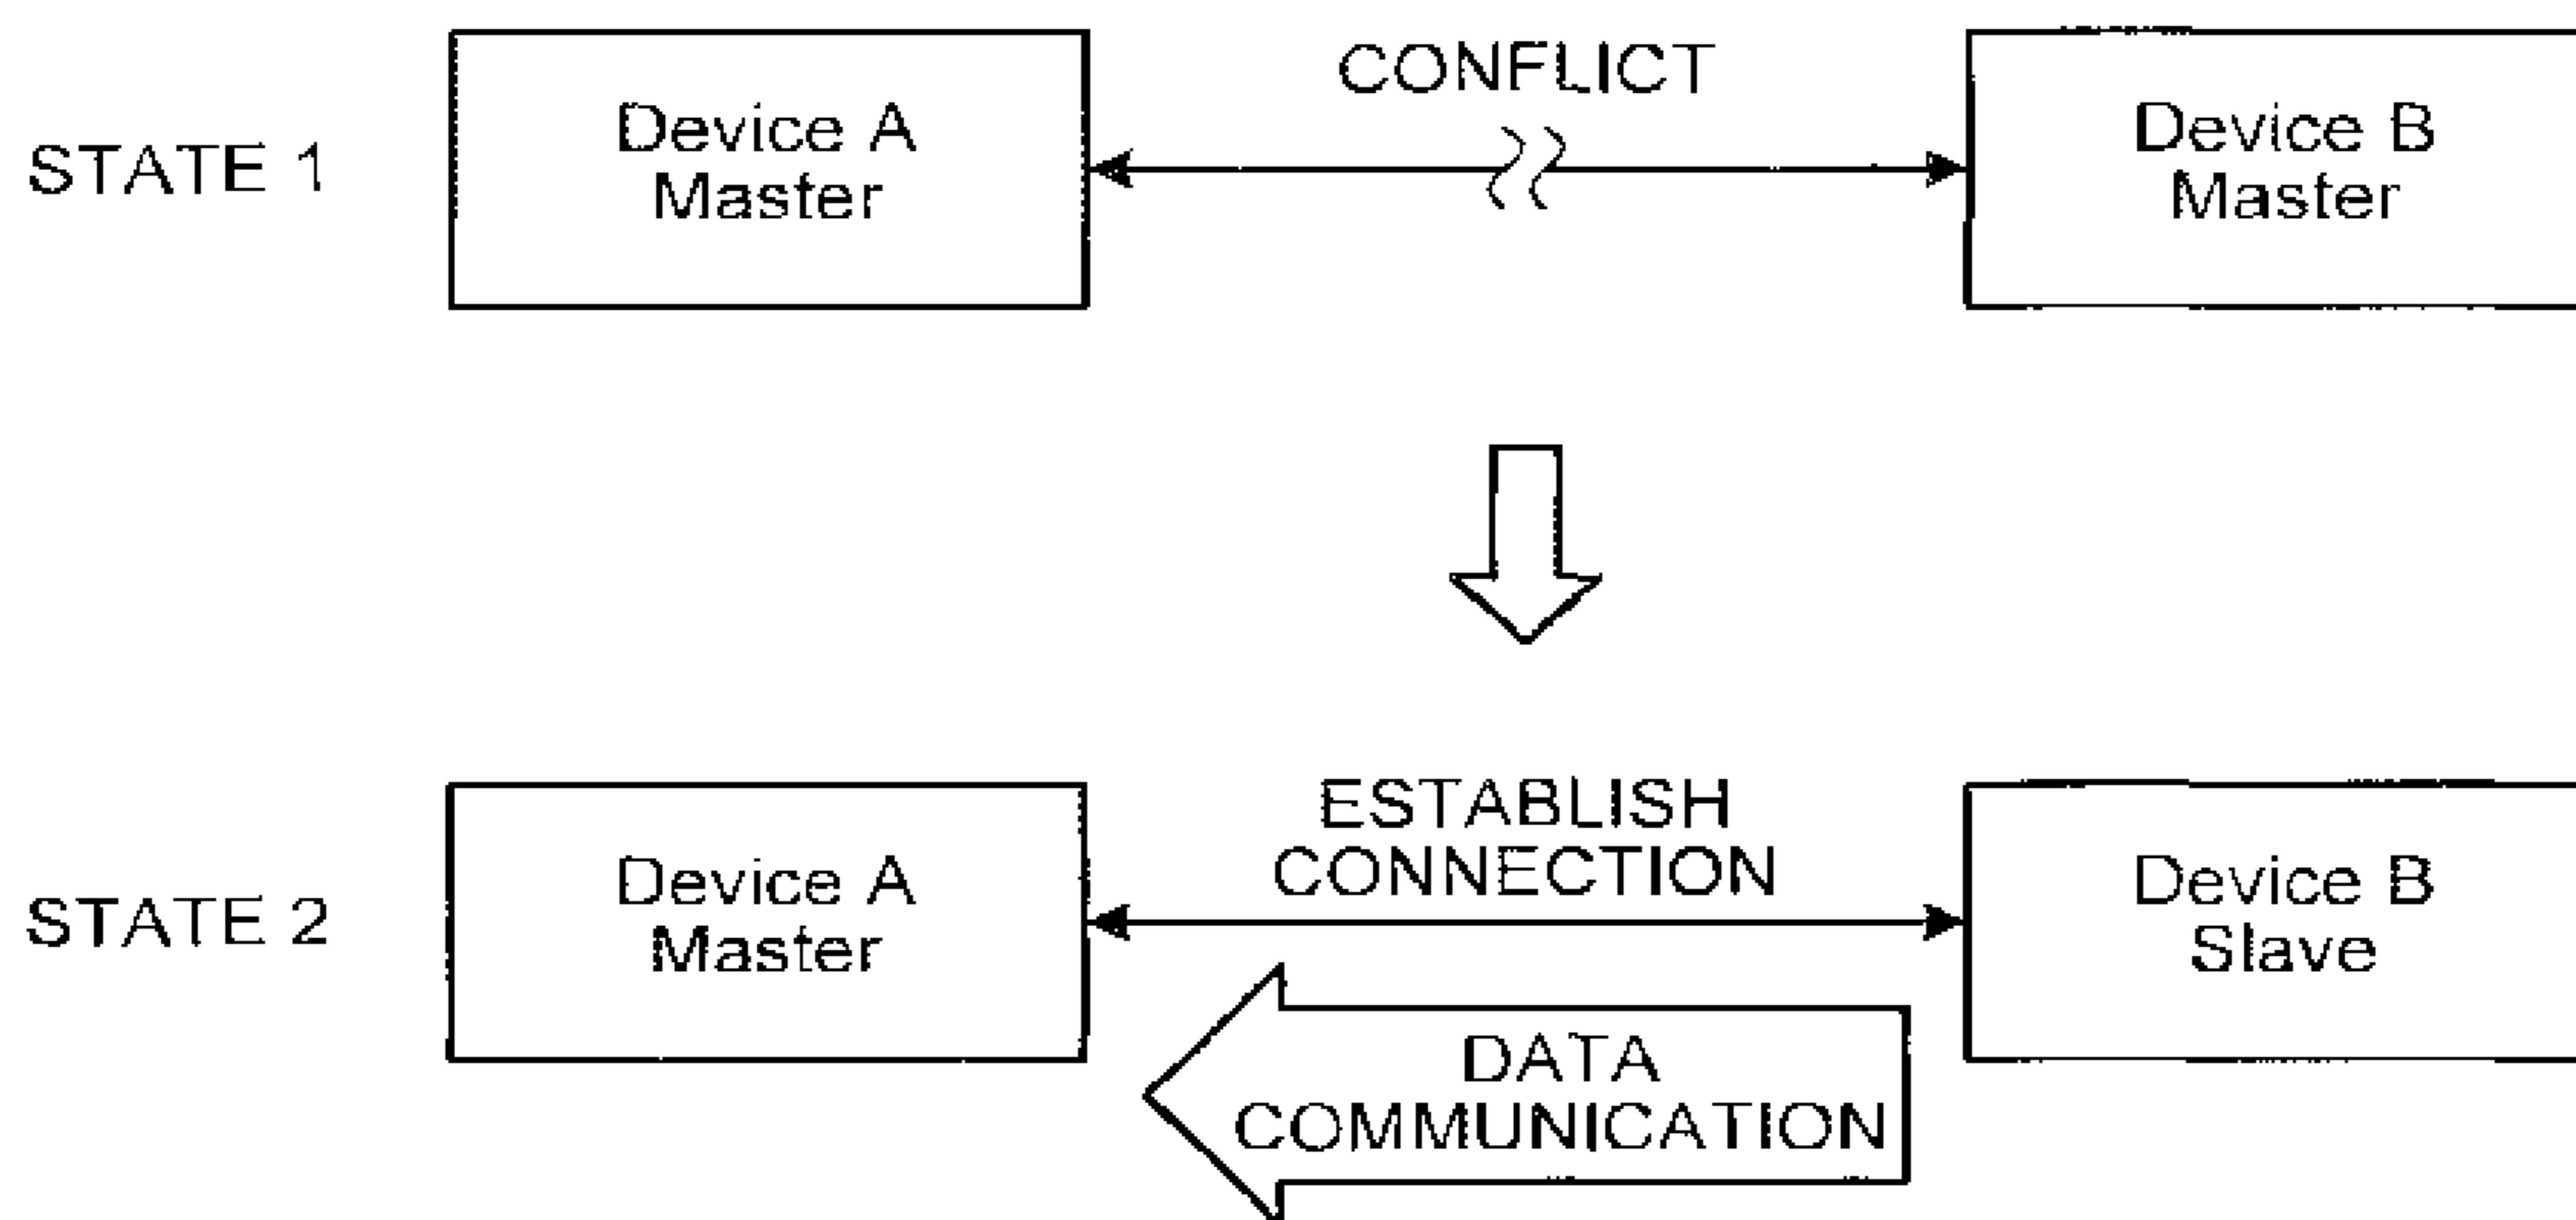 STATE 1
Device A
Master
CONFLICT
Device B
Master
STATE 2
Device A
Master
ESTABLISH
CONNECTION
DATA
COMMUNICATION
Device B
Slave